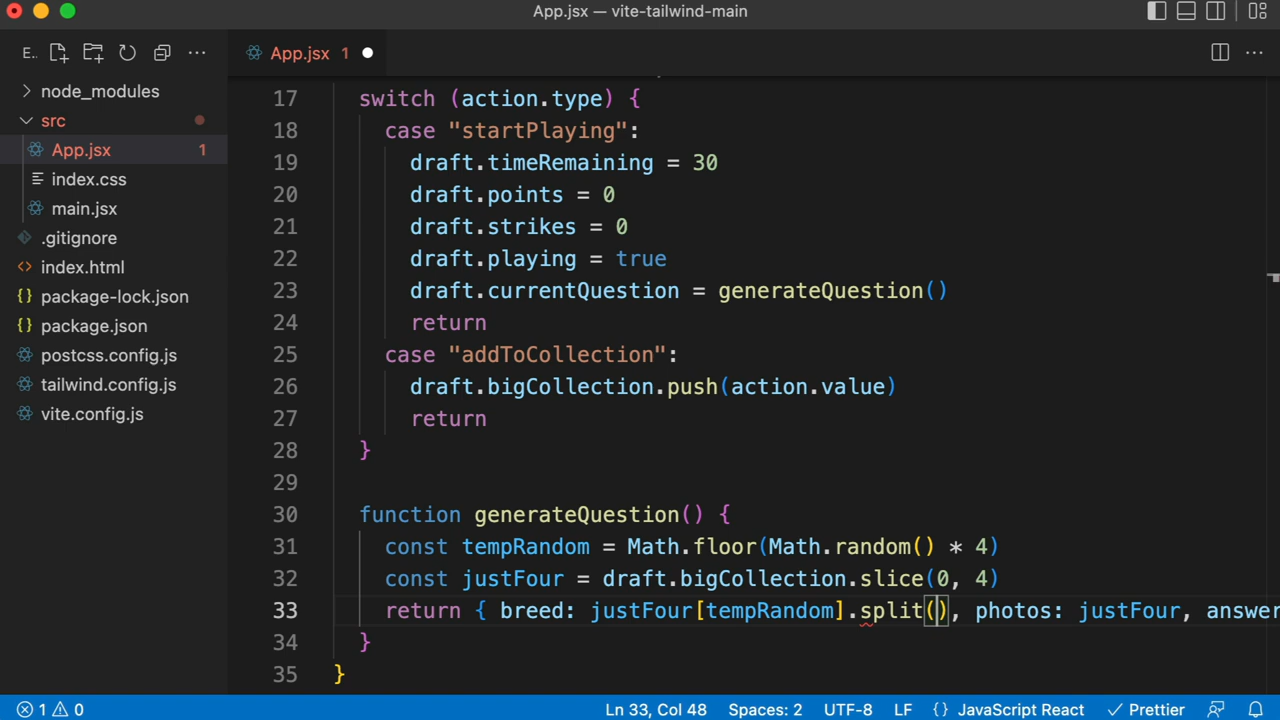 App.jsx — vite-tailwind-main
E..
App.jsx 1
node_modules
src
App.jsx 1
index.css
main.jsx
.gitignore
index.html
package-lock.json
package.json
postcss.config.js
tailwind.config.js
vite.config.js
17 switch (action.type) {
18 case "startPlaying":
19 draft.timeRemaining = 30
20 draft.points = 0
21 draft.strikes = 0
22 draft.playing = true
23 draft.currentQuestion = generateQuestion()
24 return
25 case "addToCollection":
26 draft.bigCollection.push(action.value)
27 return
28 }
29
30 function generateQuestion() {
31 const tempRandom = Math.floor(Math.random() * 4)
32 const justFour = draft.bigCollection.slice(0, 4)
33 return { breed: justFour[tempRandom].split(), photos: justFour, answer
34 }
35 }
1 0 Ln 33, Col 48 Spaces: 2 UTF-8 LF {} JavaScript React Prettier